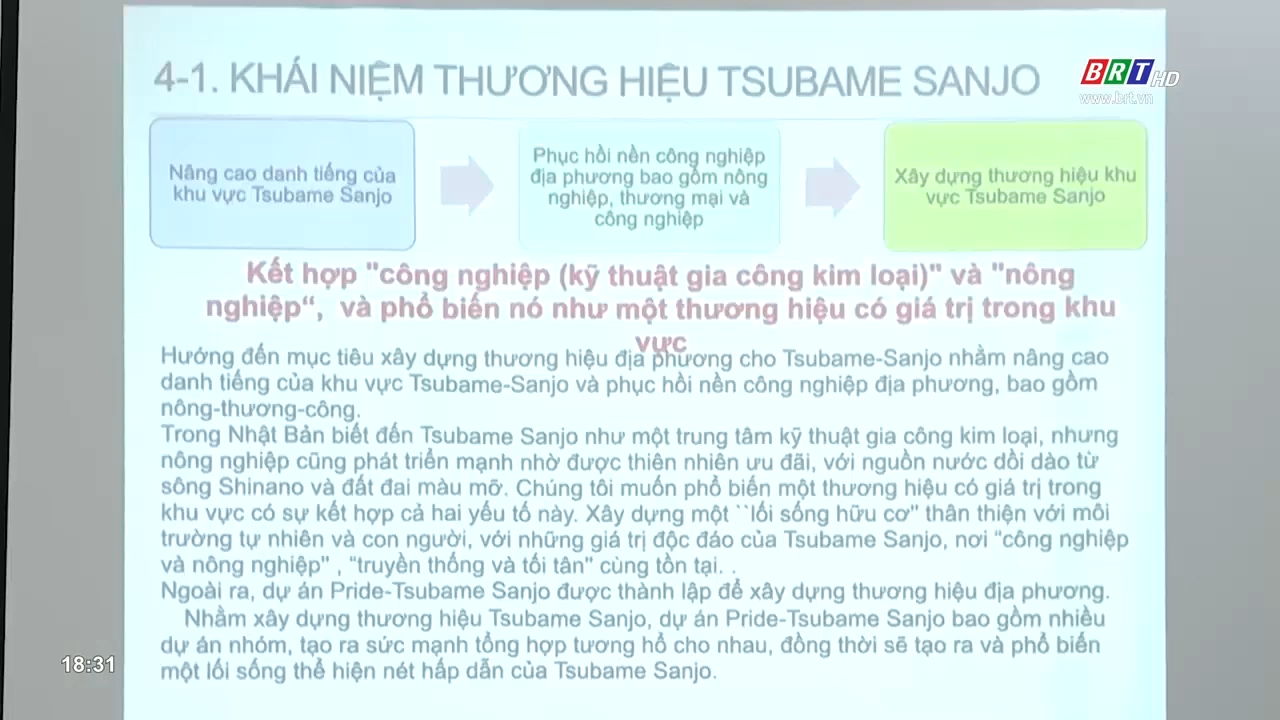 4-1. KHÁI NIỆM THƯƠNG HIỆU TSUBAME SANJO
BRT HD
www.brt.vn
Nâng cao danh tiếng của
khu vực Tsubame Sanjo
Phục hồi nền công nghiệp
địa phương bao gồm nông
nghiệp, thương mại và
công nghiệp
Xây dựng thương hiệu khu
vực Tsubame Sanjo
Kết hợp "công nghiệp (kỹ thuật gia công kim loại)" và "nông
nghiệp“, và phổ biến nó như một thương hiệu có giá trị trong khu
vực
Hướng đến mục tiêu xây dựng thương hiệu địa phương cho Tsubame-Sanjo nhằm nâng cao
danh tiếng của khu vực Tsubame-Sanjo và phục hồi nền công nghiệp địa phương, bao gồm
nông-thương-công.
Trong Nhật Bản biết đến Tsubame Sanjo như một trung tâm kỹ thuật gia công kim loại, nhưng
nông nghiệp cũng phát triển mạnh nhờ được thiên nhiên ưu đãi, với nguồn nước dồi dào từ
sông Shinano và đất đai màu mỡ. Chúng tôi muốn phổ biến một thương hiệu có giá trị trong
khu vực có sự kết hợp cả hai yếu tố này. Xây dựng một ``lối sống hữu cơ" thân thiện với môi
trường tự nhiên và con người, với những giá trị độc đáo của Tsubame Sanjo, nơi “công nghiệp
và nông nghiệp" , “truyền thống và tối tân" cùng tồn tại. .
Ngoài ra, dự án Pride-Tsubame Sanjo được thành lập để xây dựng thương hiệu địa phương.
Nhằm xây dựng thương hiệu Tsubame Sanjo, dự án Pride-Tsubame Sanjo bao gồm nhiều
dự án nhóm, tạo ra sức mạnh tổng hợp tương hỗ cho nhau, đồng thời sẽ tạo ra và phổ biến
một lối sống thể hiện nét hấp dẫn của Tsubame Sanjo.
18:31